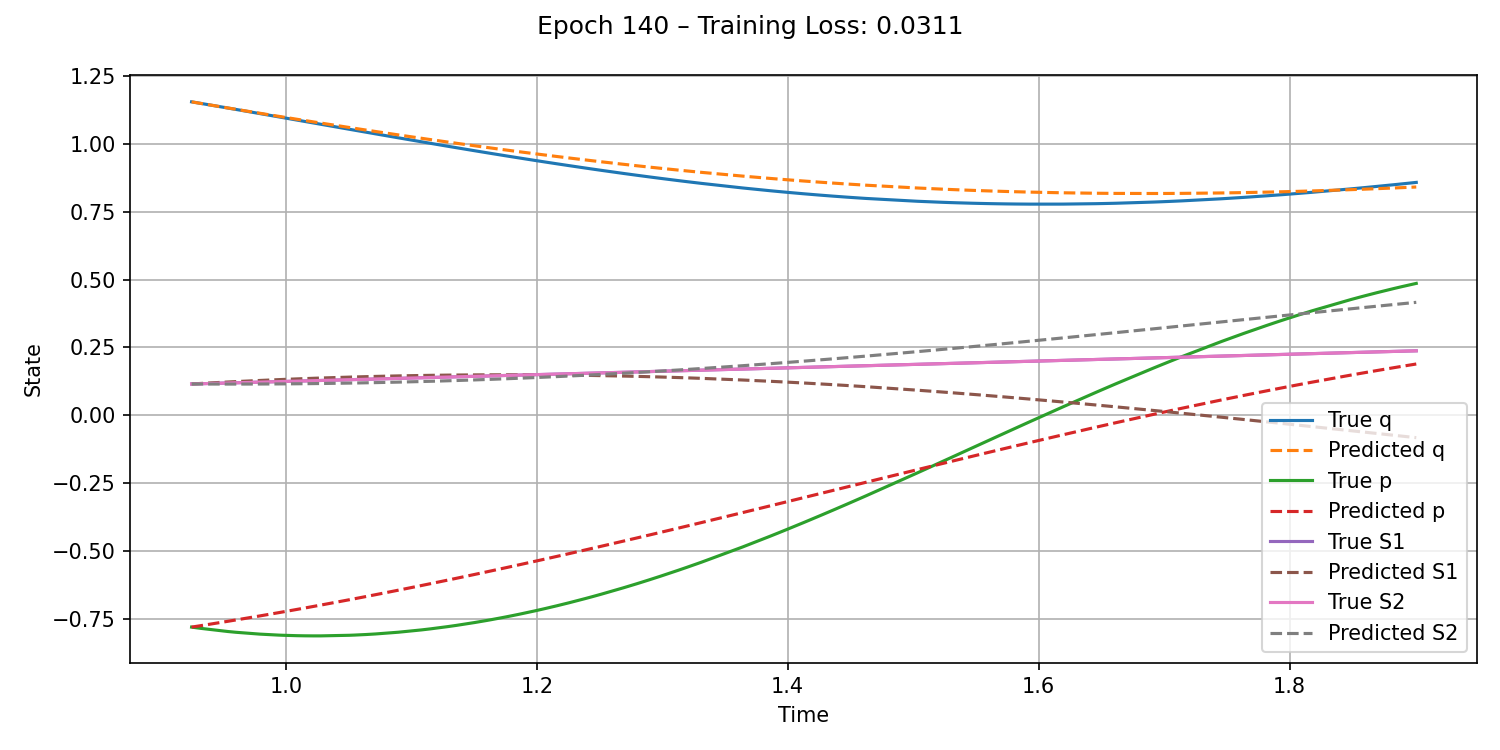 Epoch 140 – Training Loss: 0.0311
1.25
1.00
0.75
0.50
0.25
0.00
−0.25
−0.50
−0.75
State
True q
Predicted q
True p
Predicted p
True S1
Predicted S1
True S2
Predicted S2
1.0 1.2 1.4 1.6 1.8
Time